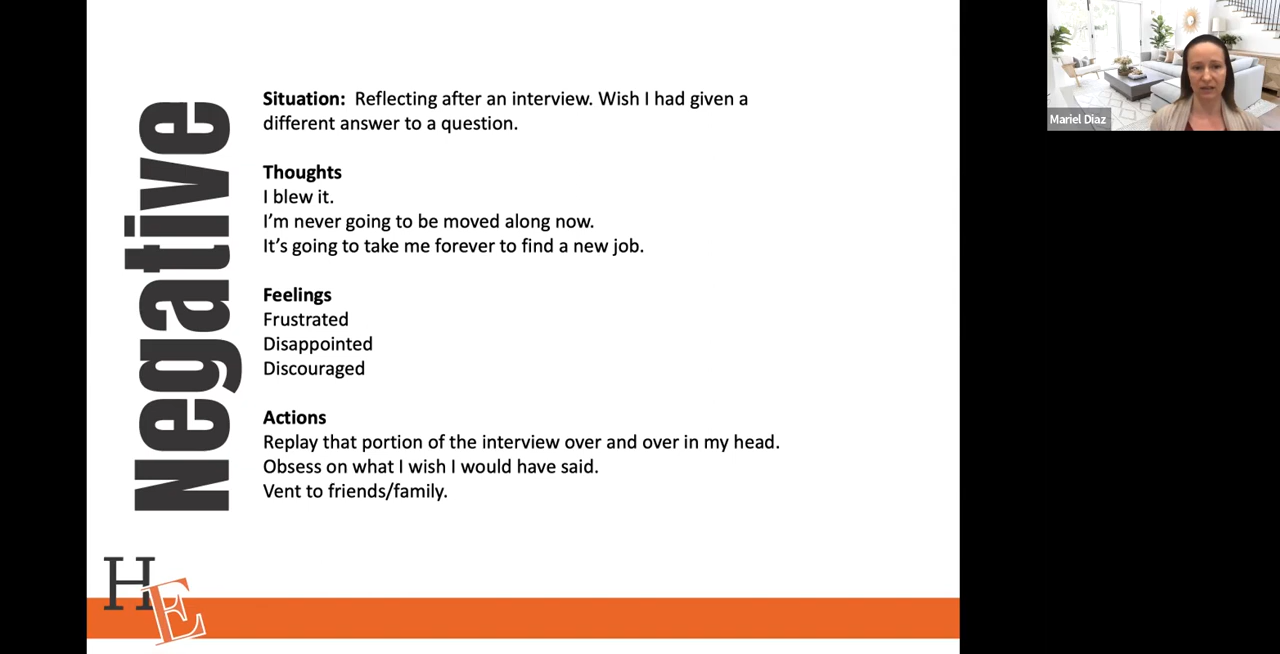 Negative
Situation:  Reflecting after an interview. Wish I had given a
different answer to a question.
Thoughts
I blew it.
I’m never going to be moved along now.
It’s going to take me forever to find a new job.
Feelings
Frustrated
Disappointed
Discouraged
Actions
Replay that portion of the interview over and over in my head.
Obsess on what I wish I would have said.
Vent to friends/family.
HE
Mariel Diaz